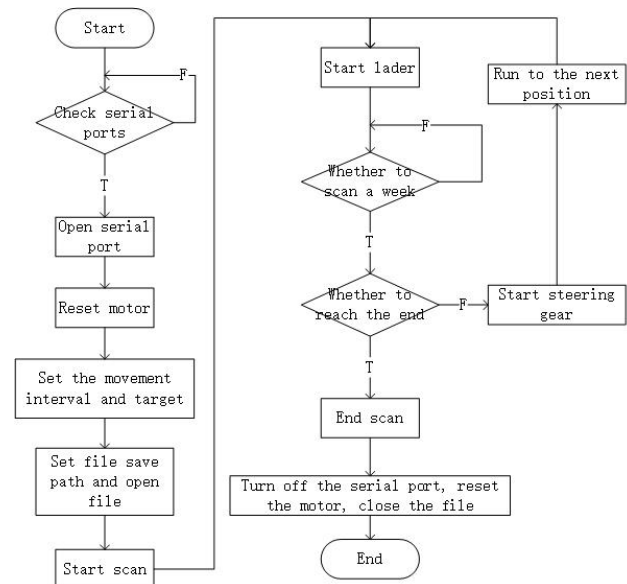 Start
F
Check serial
ports
T
Open serial
port
Reset motor
Set the movement
interval and target
Set file save
path and open
file
Start scan
Start lader
F
Whether to
scan a week
T
Whether to
reach the end
F
Start steering
gear
Run to the next
position
T
End scan
Turn off the serial port, reset
the motor, close the file
End